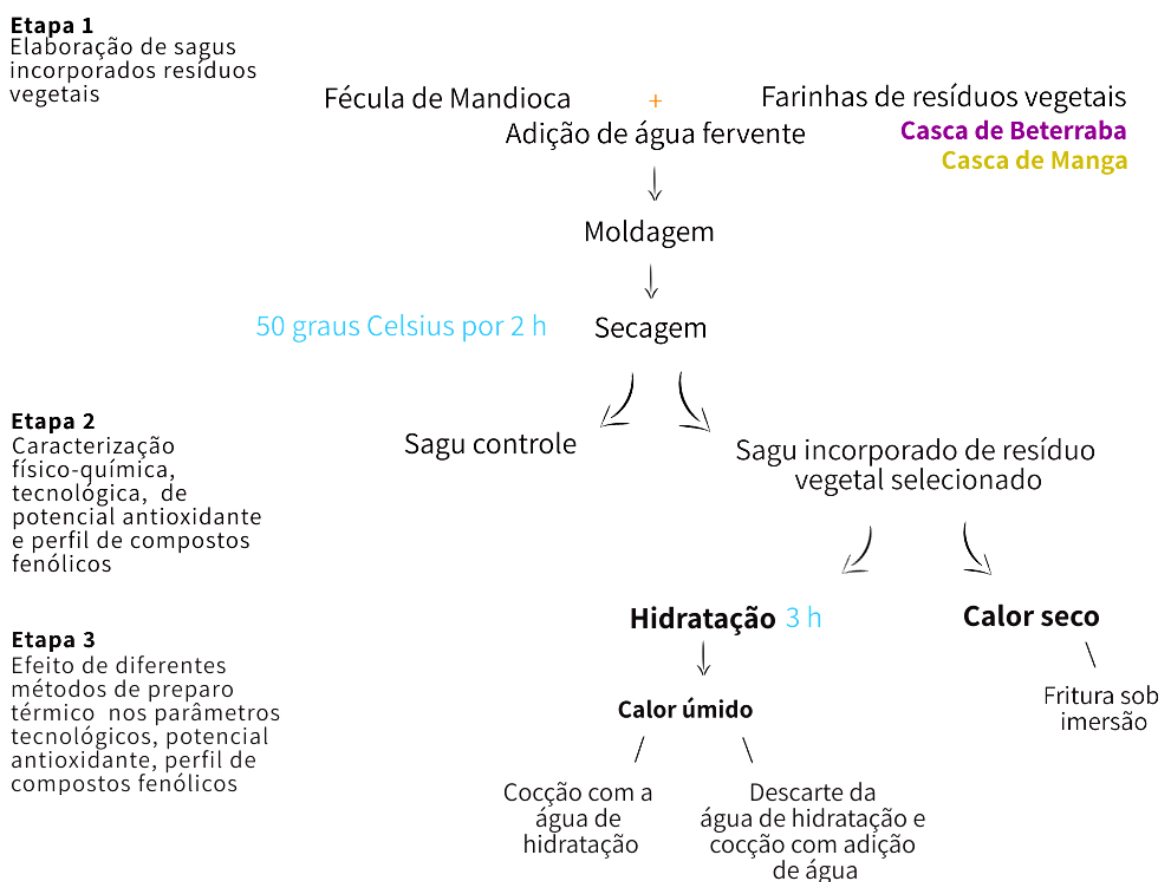 Etapa 1
Elaboração de sagus
incorporados resíduos
vegetais
Fécula de Mandioca + Farinhas de resíduos vegetais
Adição de água fervente
Casca de Beterraba
Casca de Manga
Moldagem
50 graus Celsius por 2 h
Secagem
Etapa 2
Caracterização
físico-química,
tecnológica, de
potencial antioxidante
e perfil de compostos
fenólicos
Sagu controle
Sagu incorporado de resíduo
vegetal selecionado
Etapa 3
Efeito de diferentes
métodos de preparo
térmico nos parâmetros
tecnológicos, potencial
antioxidante, perfil de
compostos fenólicos
Hidratação 3 h
Calor úmido
Cocção com a
água de
hidratação
Descarte da
água de hidratação e
cocção com adição
de água
Calor seco
Fritura sob
imersão